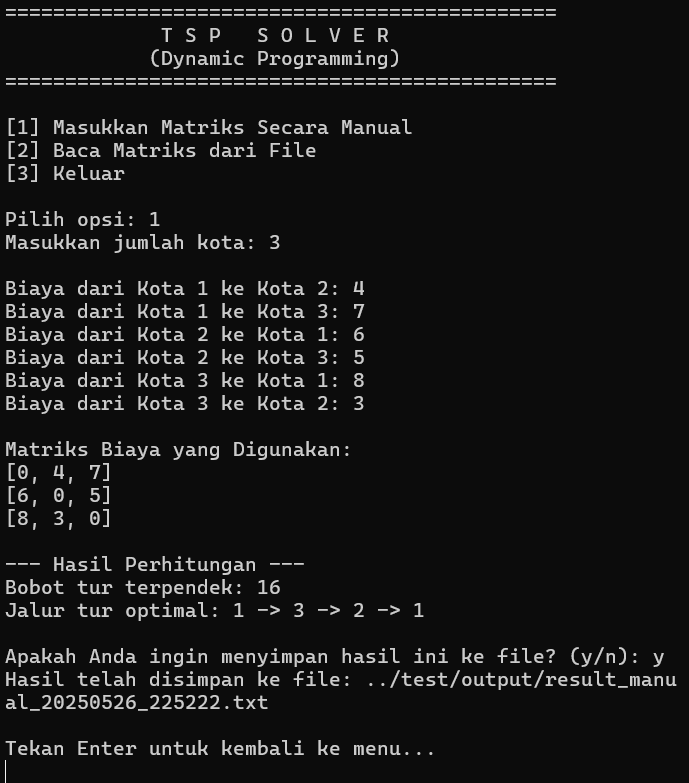 ==============================================
T S P   S O L V E R
(Dynamic Programming)
==============================================
[1] Masukkan Matriks Secara Manual
[2] Baca Matriks dari File
[3] Keluar
Pilih opsi: 1
Masukkan jumlah kota: 3
Biaya dari Kota 1 ke Kota 2: 4
Biaya dari Kota 1 ke Kota 3: 7
Biaya dari Kota 2 ke Kota 1: 6
Biaya dari Kota 2 ke Kota 3: 5
Biaya dari Kota 3 ke Kota 1: 8
Biaya dari Kota 3 ke Kota 2: 3
Matriks Biaya yang Digunakan:
[0, 4, 7]
[6, 0, 5]
[8, 3, 0]
--- Hasil Perhitungan ---
Bobot tur terpendek: 16
Jalur tur optimal: 1 -> 3 -> 2 -> 1
Apakah Anda ingin menyimpan hasil ini ke file? (y/n): y
Hasil telah disimpan ke file: ../test/output/result_manu
al_20250526_225222.txt
Tekan Enter untuk kembali ke menu...